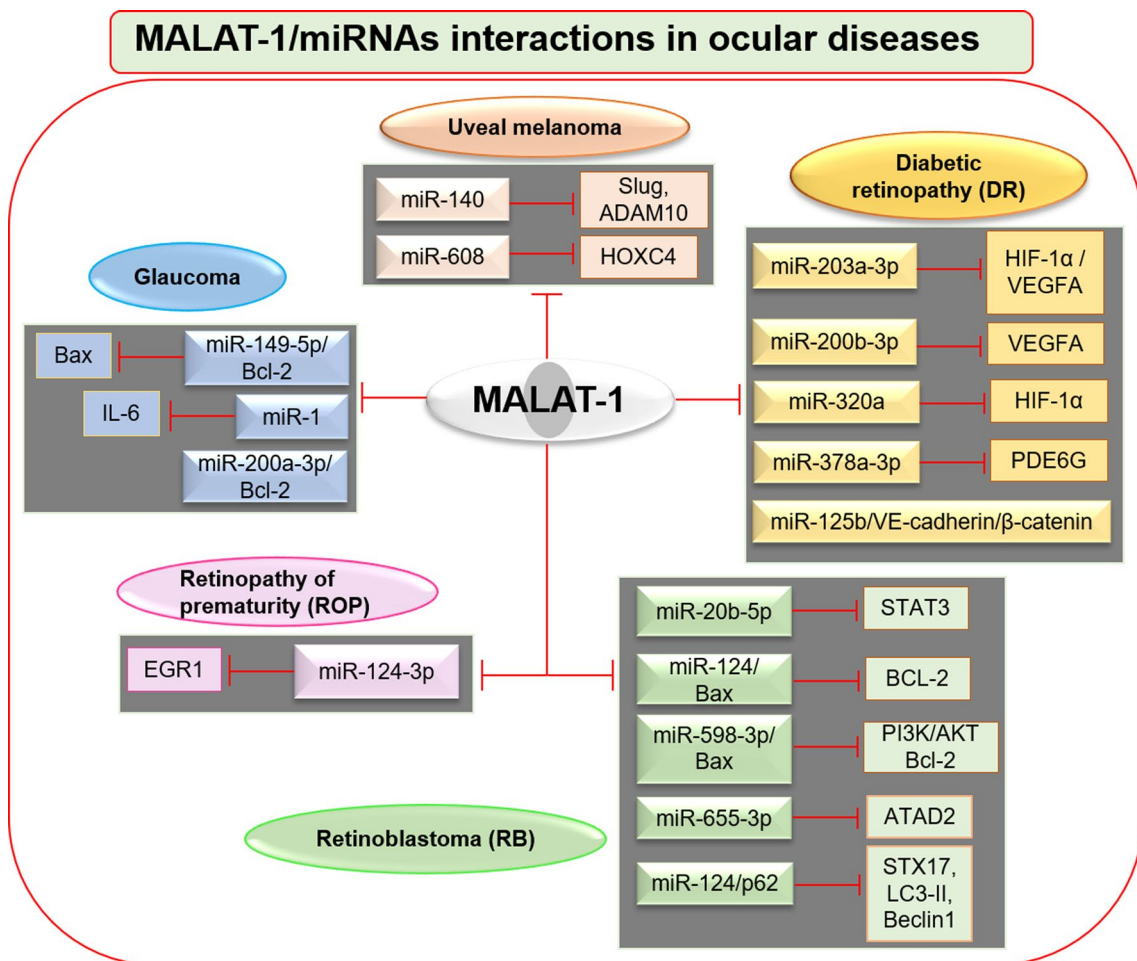 MALAT-1/miRNAs interactions in ocular diseases
Uveal melanoma
miR-140
Slug,
ADAM10
miR-608
HOXC4
Diabetic
retinopathy (DR)
miR-203a-3p
HIF-1α /
VEGFA
miR-200b-3p
VEGFA
miR-320a
HIF-1α
miR-378a-3p
PDE6G
miR-125b/VE-cadherin/β-catenin
Glaucoma
Bax
miR-149-5p/
Bcl-2
IL-6
miR-1
miR-200a-3p/
Bcl-2
MALAT-1
Retinopathy of
prematurity (ROP)
EGR1
miR-124-3p
miR-20b-5p
STAT3
miR-124/
Bax
BCL-2
miR-598-3p/
Bax
PI3K/AKT
Bcl-2
miR-655-3p
ATAD2
miR-124/p62
STX17,
LC3-II,
Beclin1
Retinoblastoma (RB)